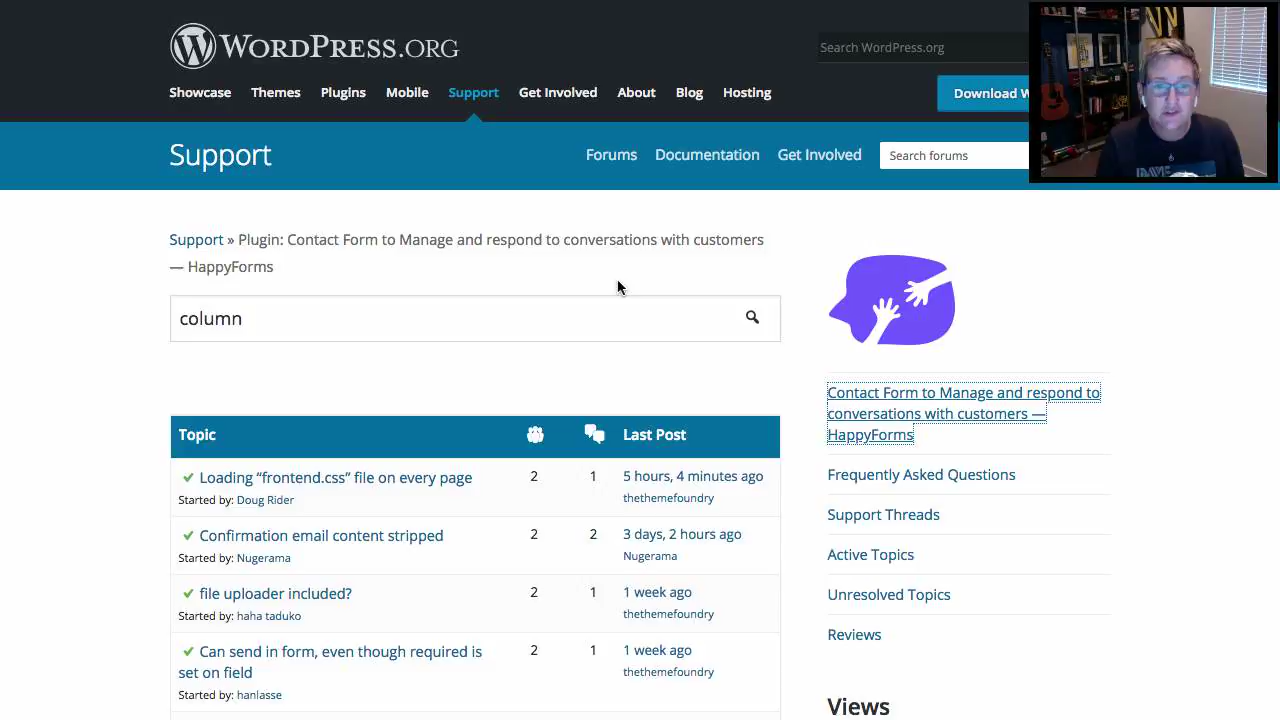 WORDPRESS.ORG
Search WordPress.org
Showcase Themes Plugins Mobile Support Get Involved About Blog Hosting
Download W
Support
Forums Documentation Get Involved
Search forums
Support » Plugin: Contact Form to Manage and respond to conversations with customers
— HappyForms
column
Topic Last Post
Loading “frontend.css” file on every page 2 1 5 hours, 4 minutes ago
Started by: Doug Rider thethemefoundry
Confirmation email content stripped 2 2 3 days, 2 hours ago
Started by: Nugerama Nugerama
file uploader included? 2 1 1 week ago
Started by: haha taduko thethemefoundry
Can send in form, even though required is 2 1 1 week ago
set on field thethemefoundry
Started by: hanlasse
Contact Form to Manage and respond to
conversations with customers —
HappyForms
Frequently Asked Questions
Support Threads
Active Topics
Unresolved Topics
Reviews
Views